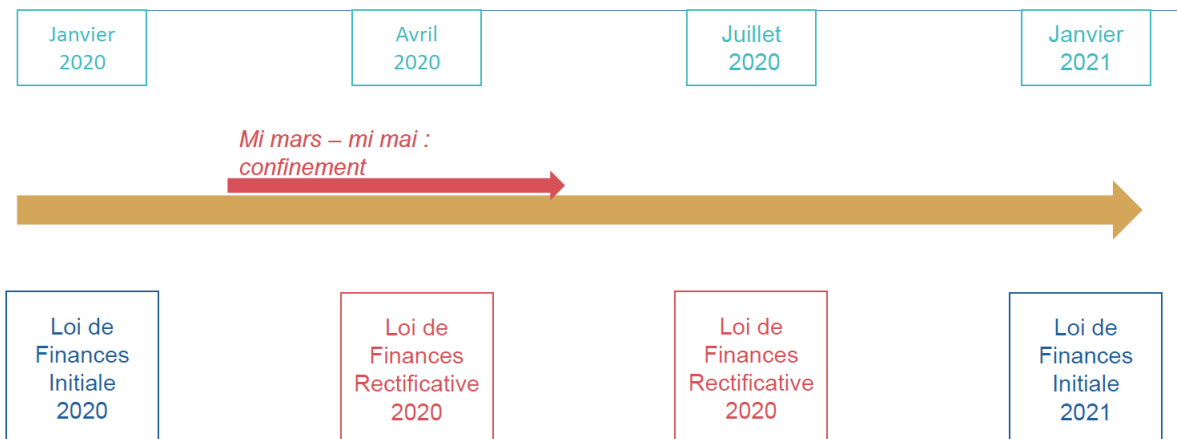 Janvier
2020
Avril
2020
Juillet
2020
Janvier
2021
Mi mars – mi mai :
confinement
Loi de
Finances
Initiale
2020
Loi de
Finances
Rectificative
2020
Loi de
Finances
Rectificative
2020
Loi de
Finances
Initiale
2021